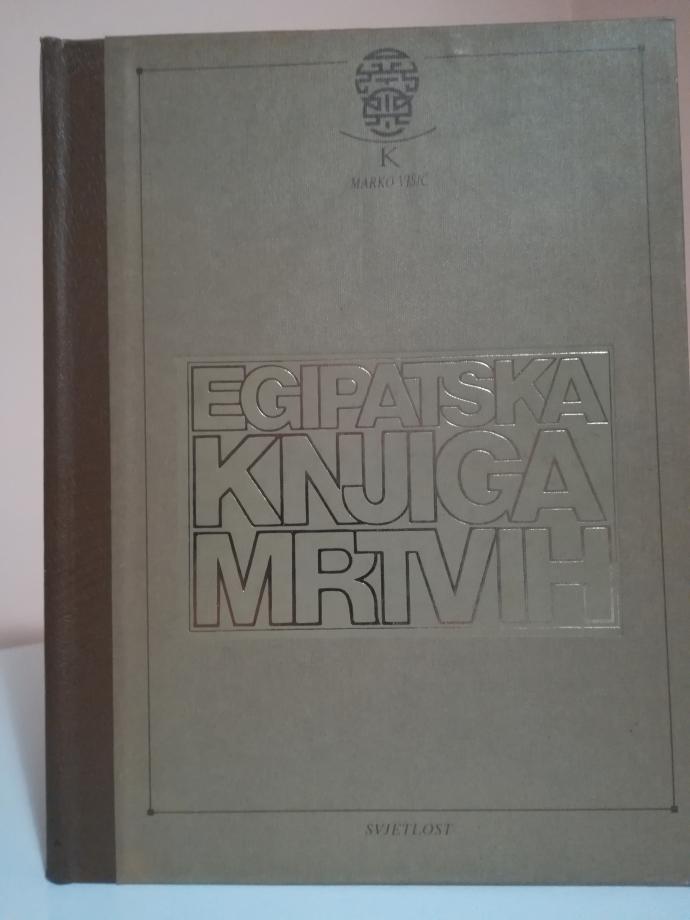 K
MARKO VIŠIĆ
EGIPATSKA
KNJIGA
MRTVIH
SVJETLOST